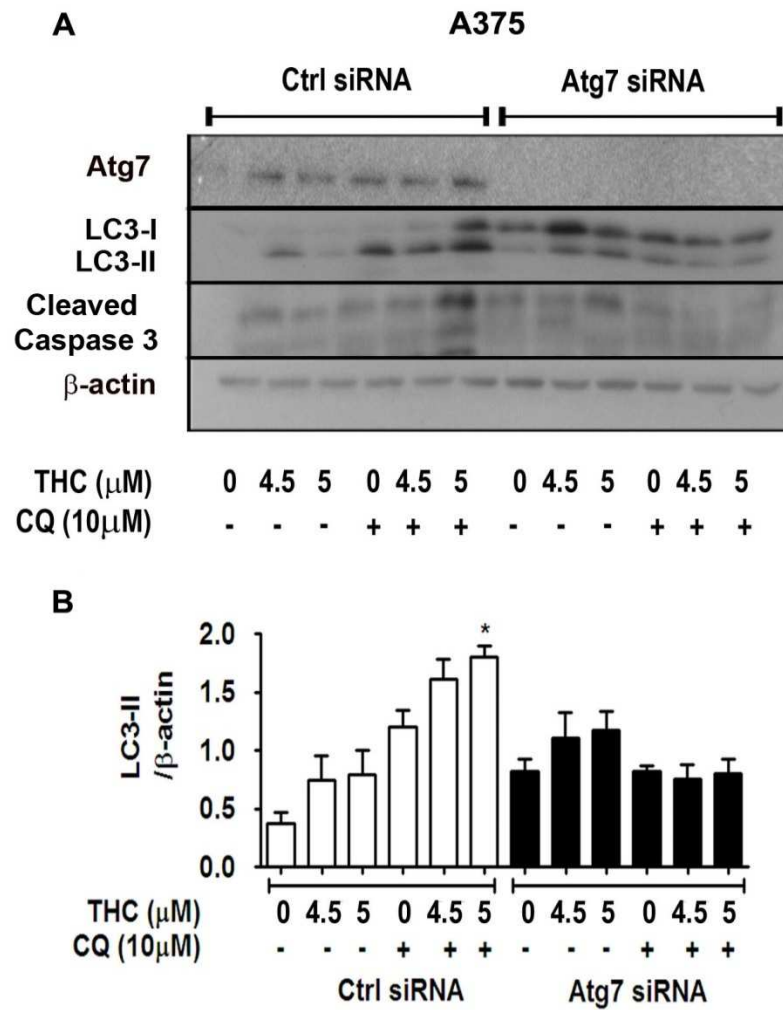 A
A375
Ctrl siRNA Atg7 siRNA
Atg7
LC3-I
LC3-II
Cleaved
Caspase 3
β-actin
THC (μM) 0 4.5 5 0 4.5 5 0 4.5 5 0 4.5 5
CQ (10μM) - - - + + + - - - + + +
B
*
2.0
1.5
1.0
0.5
0.0
LC3-II
/β-actin
THC (μM) 0 4.5 5 0 4.5 5 0 4.5 5 0 4.5 5
CQ (10μM) - - - + + + - - - + + +
Ctrl siRNA Atg7 siRNA